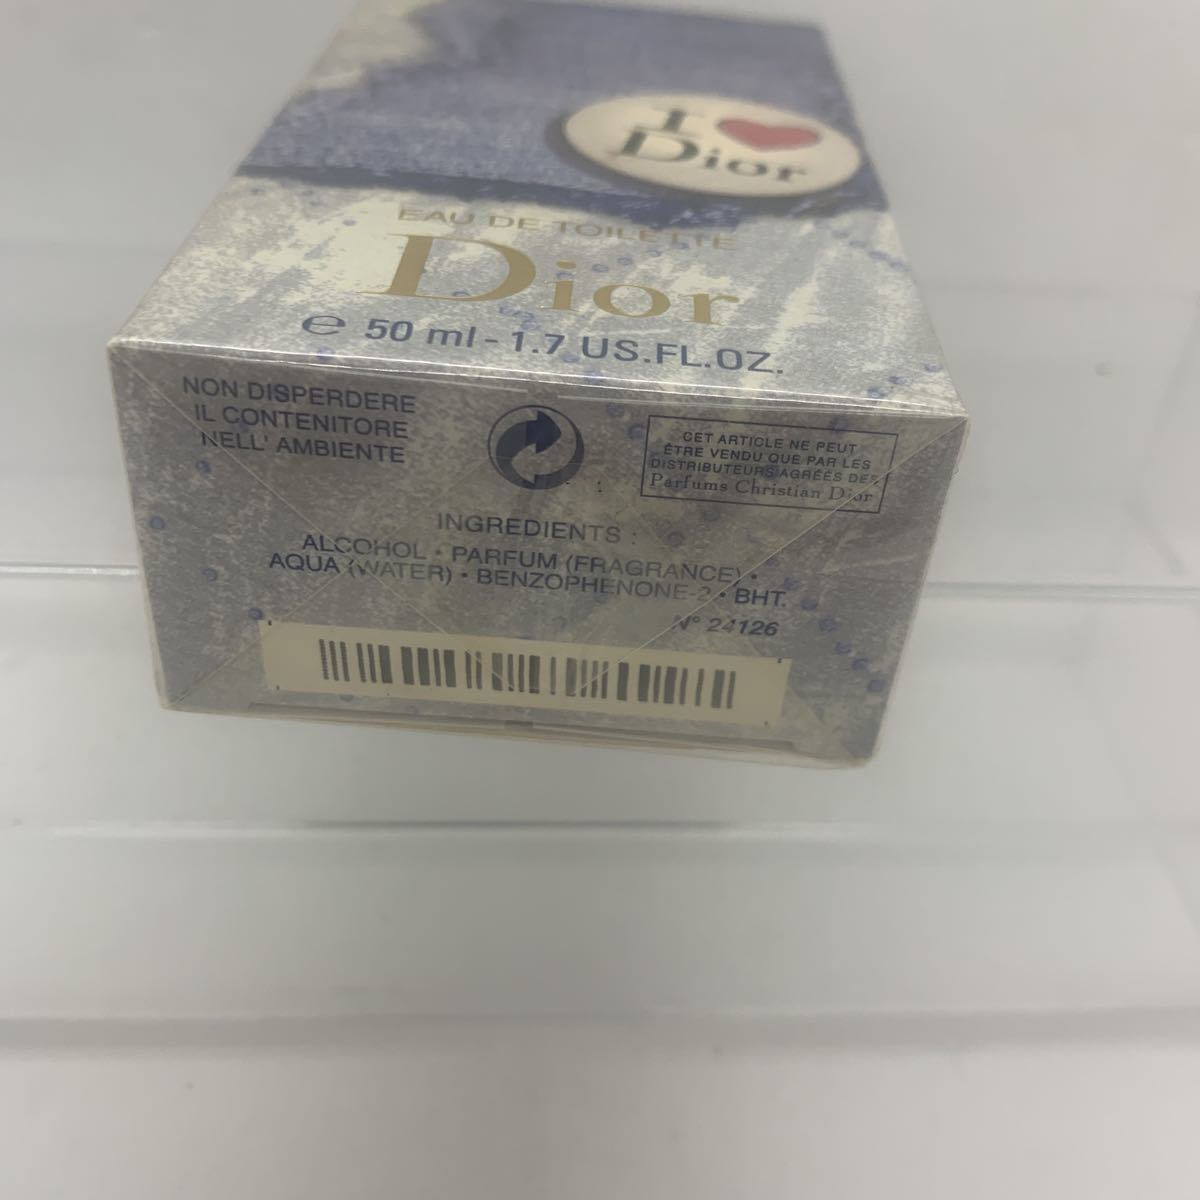 I ♥
Dior
EAU DE TOILETTE
Dior
℮ 50 ml - 1.7 US.FL.OZ.
NON DISPERDERE
IL CONTENITORE
NELL' AMBIENTE
CET ARTICLE NE PEUT
ÊTRE VENDU QUE PAR LES
DISTRIBUTEURS AGRÉÉS DES
Parfums Christian Dior
INGREDIENTS :
ALCOHOL • PARFUM (FRAGRANCE) •
AQUA (WATER) • BENZOPHENONE-2 • BHT.
N° 24126